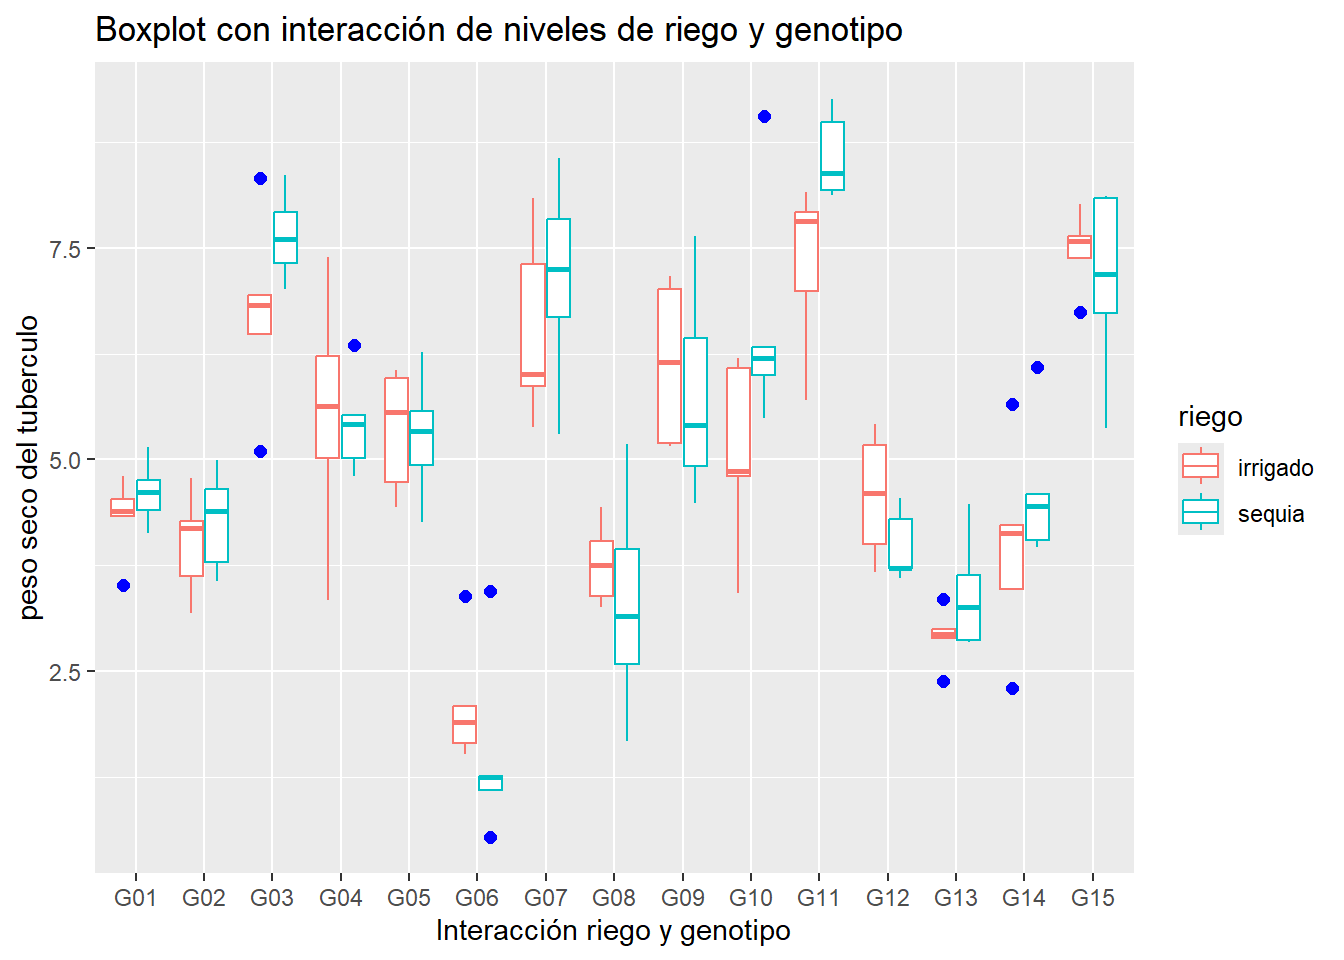 Boxplot con interacción de niveles de riego y genotipo
peso seco del tuberculo
7.5
5.0
2.5
G01 G02 G03 G04 G05 G06 G07 G08 G09 G10 G11 G12 G13 G14 G15
Interacción riego y genotipo
riego
irrigado
sequia